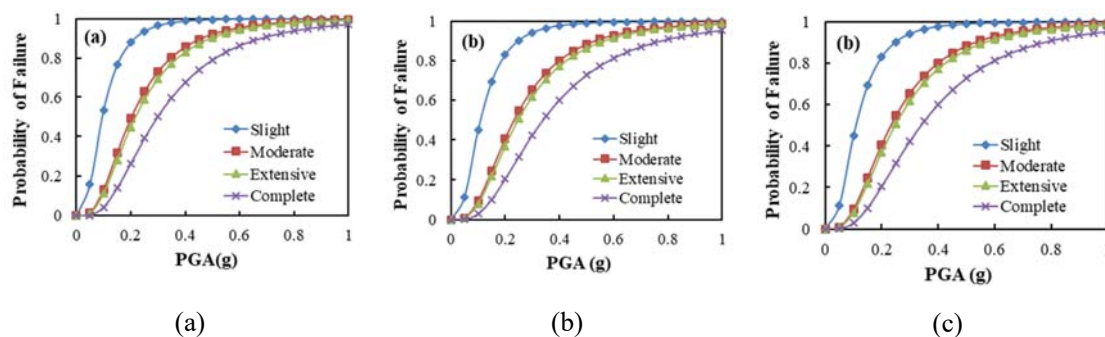 (a)
Probability of Failure
1
0.8
0.6
0.4
0.2
0
0 0.2 0.4 0.6 0.8 1
PGA(g)
Slight
Moderate
Extensive
Complete
(b)
Probability of Failure
1
0.8
0.6
0.4
0.2
0
0 0.2 0.4 0.6 0.8 1
PGA (g)
Slight
Moderate
Extensive
Complete
(b)
Probability of Failure
1
0.8
0.6
0.4
0.2
0
0 0.2 0.4 0.6 0.8
PGA (g)
Slight
Moderate
Extensive
Complete
(a) (b) (c)